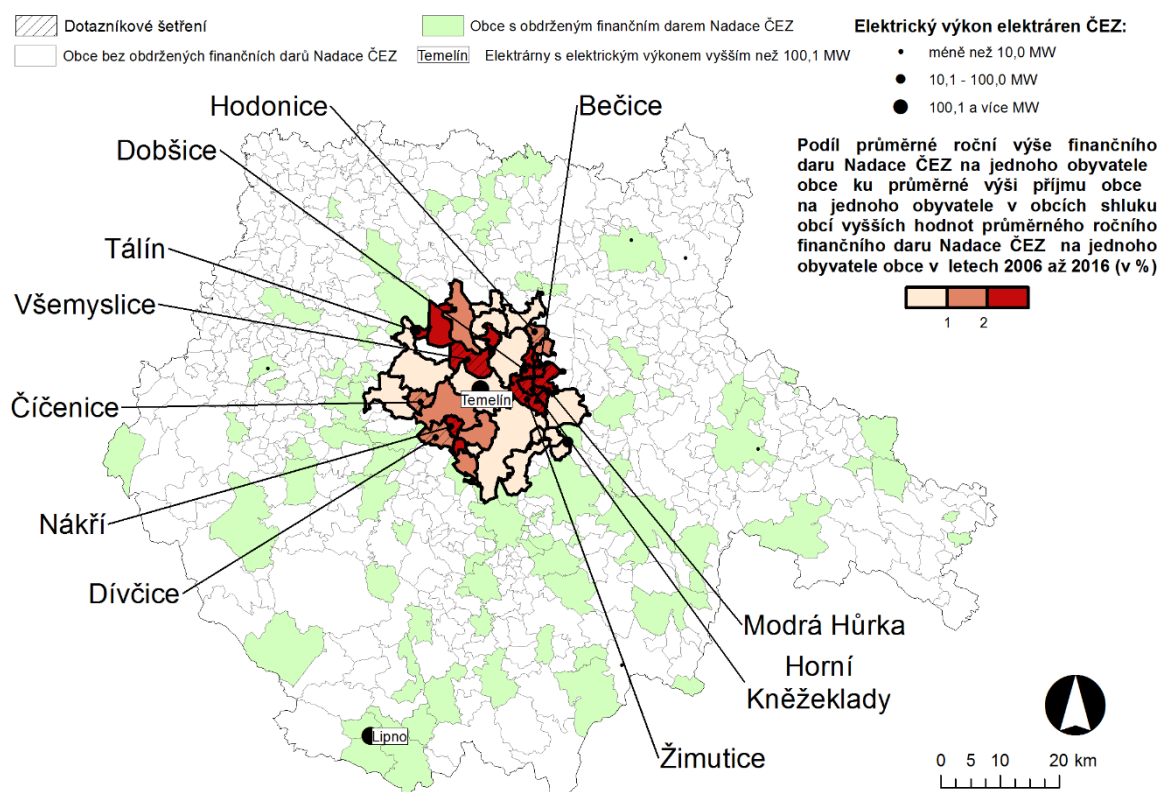 Dotazníkové šetření
Obce s obdrženým finančním darem Nadace ČEZ
Obce bez obdržených finančních darů Nadace ČEZ
Temelín
Elektrárny s elektrickým výkonem vyšším než 100,1 MW
Elektrický výkon elektráren ČEZ:
méně než 10,0 MW
10,1 - 100,0 MW
100,1 a více MW
Podíl průměrné roční výše finančního
daru Nadace ČEZ na jednoho obyvatele
obce ku průměrné výši příjmu obce
na jednoho obyvatele v obcích shluku
obcí vyšších hodnot průměrného ročního
finančního daru Nadace ČEZ na jednoho
obyvatele obce v letech 2006 až 2016 (v %)
1 2
Hodonice
Bečice
Dobšice
Tálín
Všemyslice
Číčenice
Temelín
Nákří
Dívčice
Modrá Hůrka
Horní
Kněžeklady
Žimutice
Lipno
0 5 10 20 km